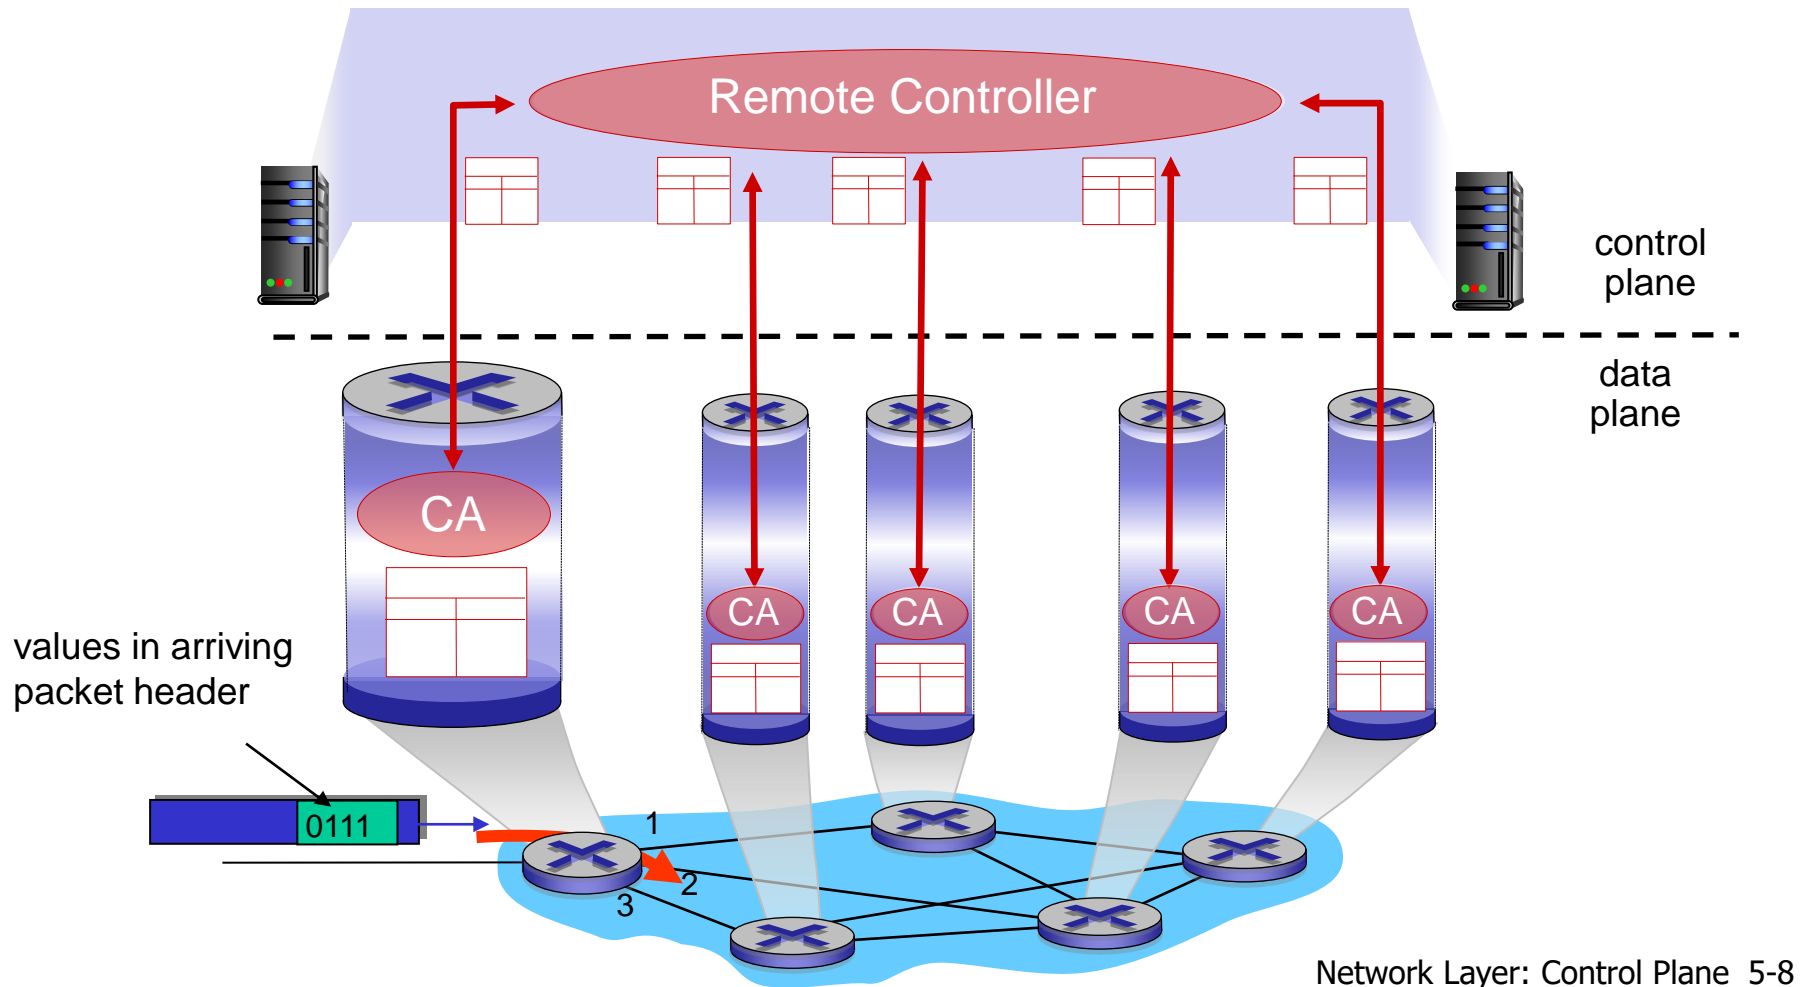 Remote Controller
control
plane
data
plane
CA
CA
CA
CA
CA
values in arriving
packet header
0111
1
2
3
Network Layer: Control Plane 5-8